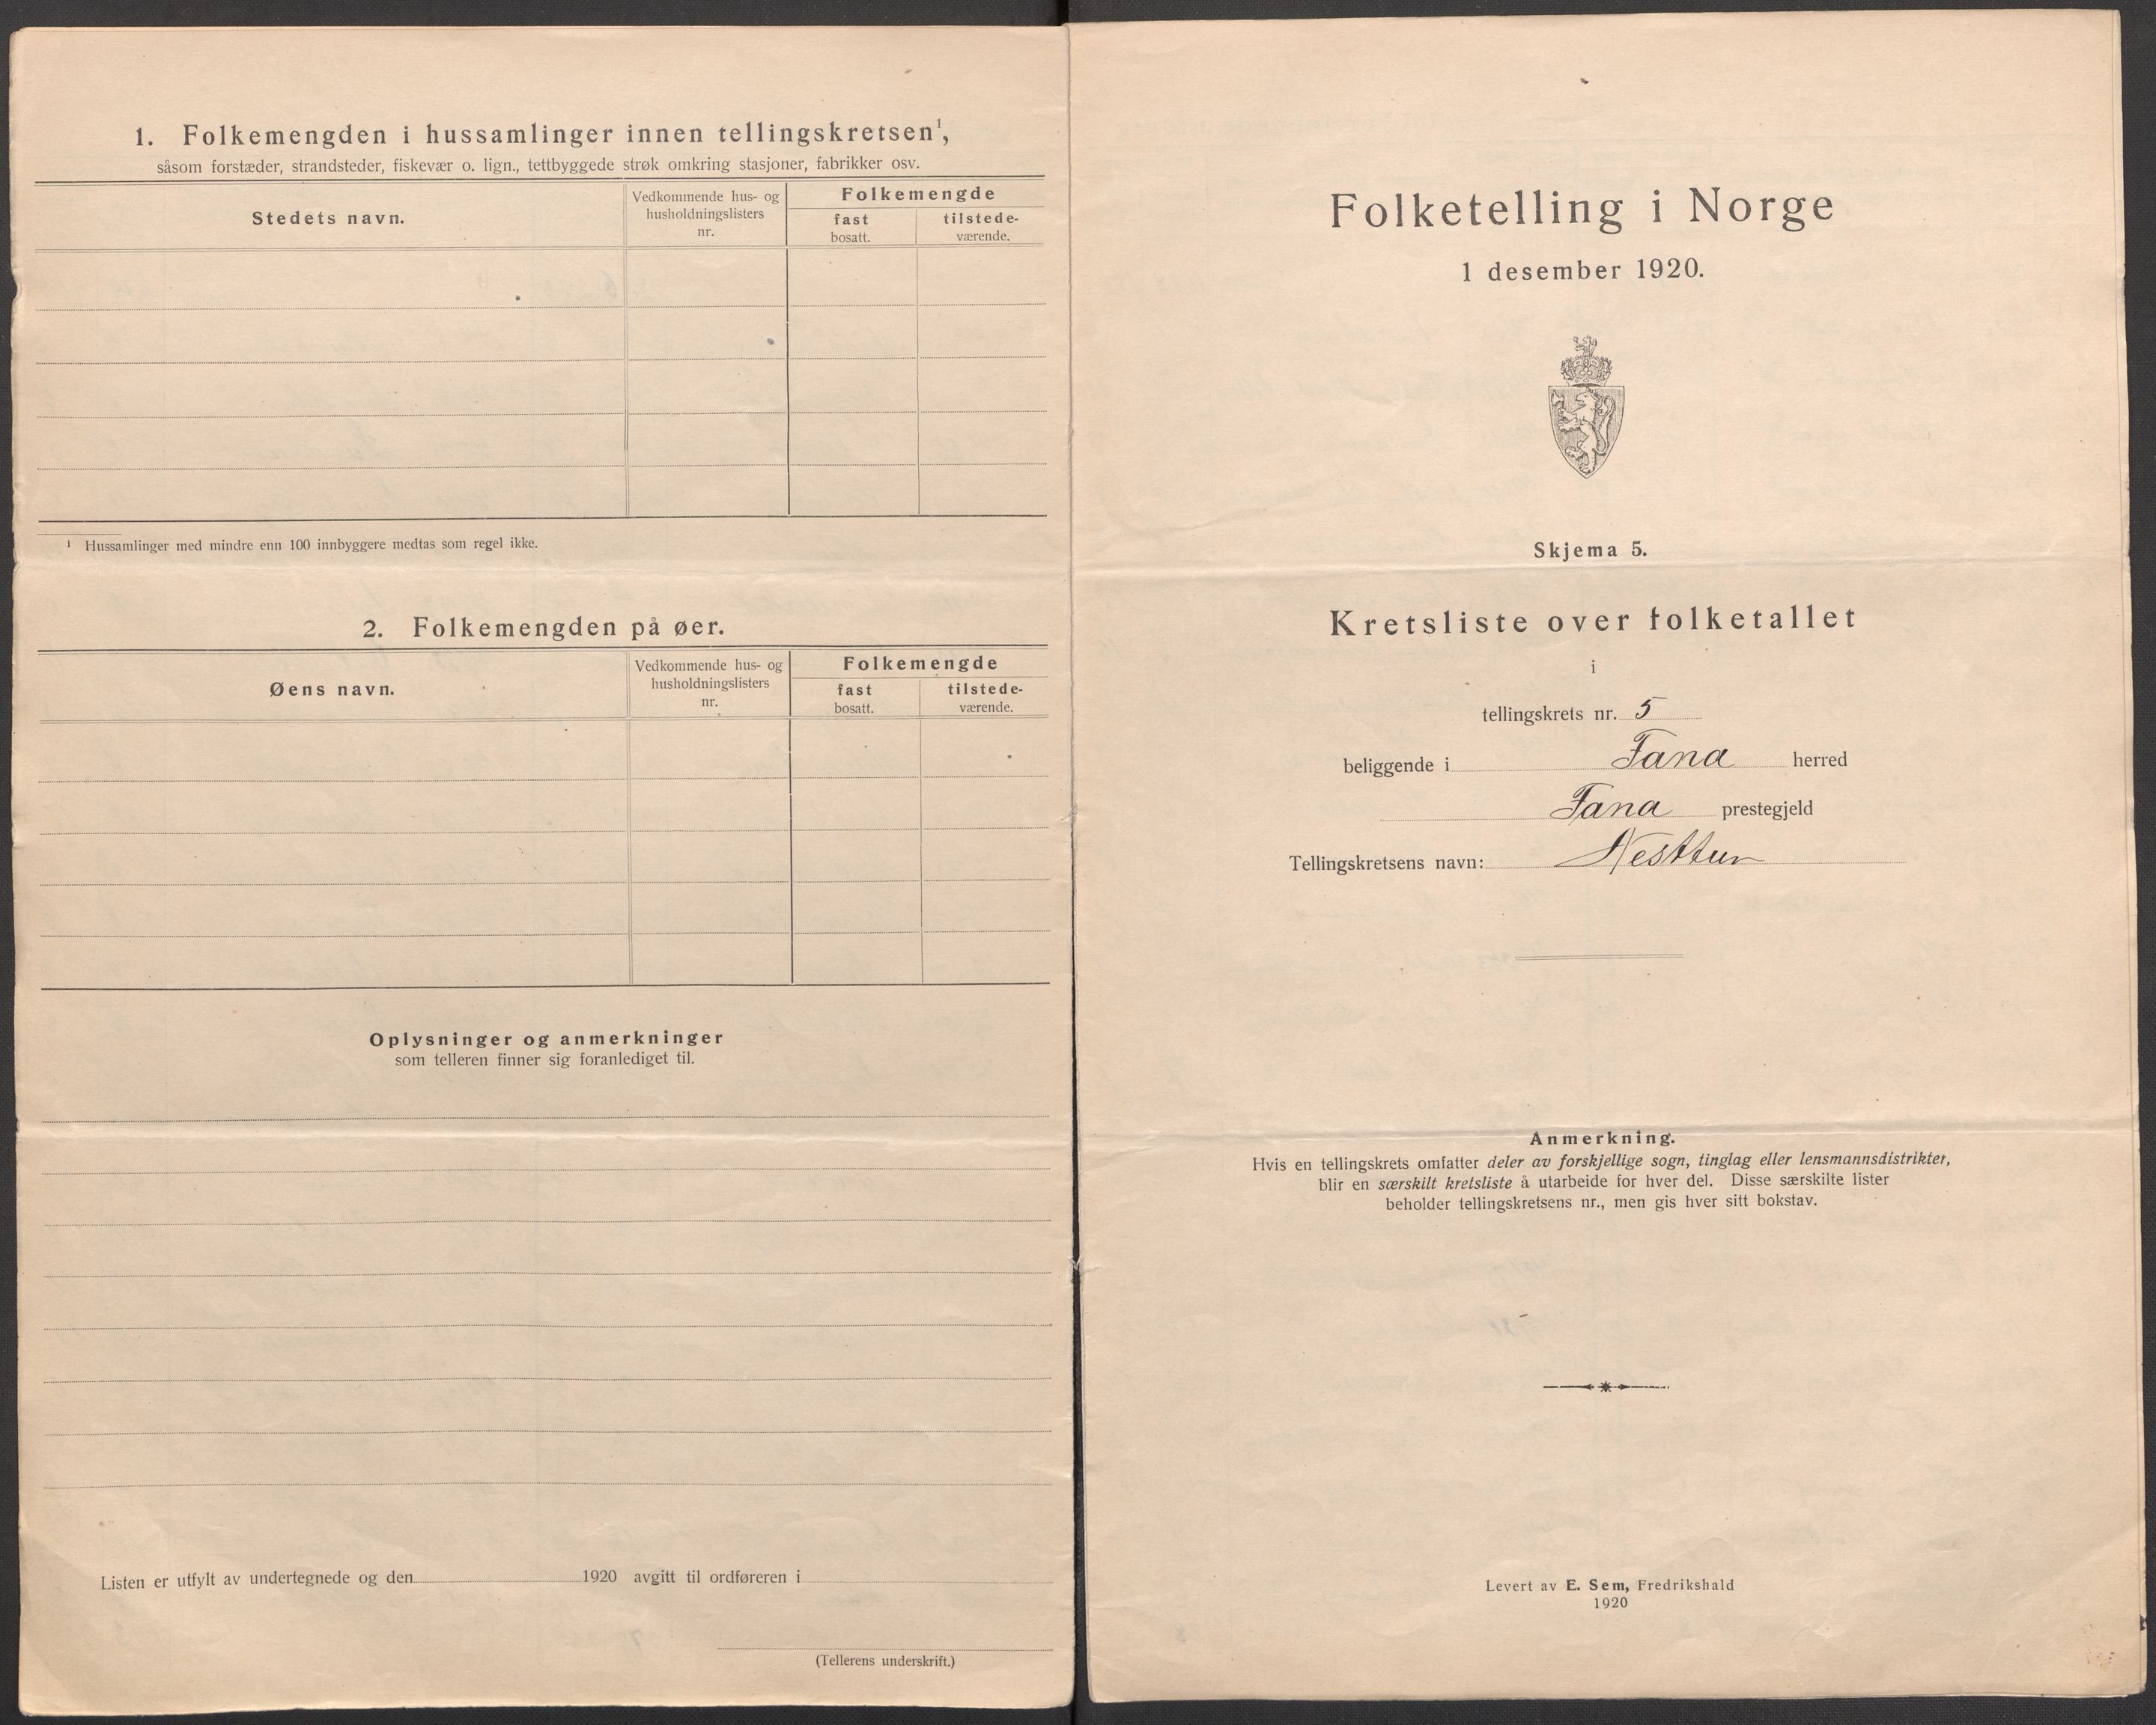 1. Folkemengden i hussamlinger innen tellingskretsen¹,
såsom forstæder, strandsteder, fiskevær o. lign., tettbyggede strøk omkring stasjoner, fabrikker osv.
Stedets navn.
Vedkommende hus- og
husholdningslisters
nr.
Folkemengde
fast
bosatt.
tilstede-
værende.
¹ Hussamlinger med mindre enn 100 innbyggere medtas som regel ikke.
2. Folkemengden på øer.
Øens navn.
Vedkommende hus- og
husholdningslisters
nr.
Folkemengde
fast
bosatt.
tilstede-
værende.
Oplysninger og anmerkninger
som telleren finner sig foranlediget til.
Listen er utfylt av undertegnede og den 1920 avgitt til ordføreren i
(Tellerens underskrift.)
Folketelling i Norge
1 desember 1920.
Skjema 5.
Kretsliste over folketallet
i
tellingskrets nr. 5
beliggende i Fana herred
Fana prestegjeld
Tellingskretsens navn: Nesttun
Anmerkning.
Hvis en tellingskrets omfatter deler av forskjellige sogn, tinglag eller lensmannsdistrikter,
blir en særskilt kretsliste å utarbeide for hver del. Disse særskilte lister
beholder tellingskretsens nr., men gis hver sitt bokstav.
Levert av E. Sem, Fredrikshald
1920